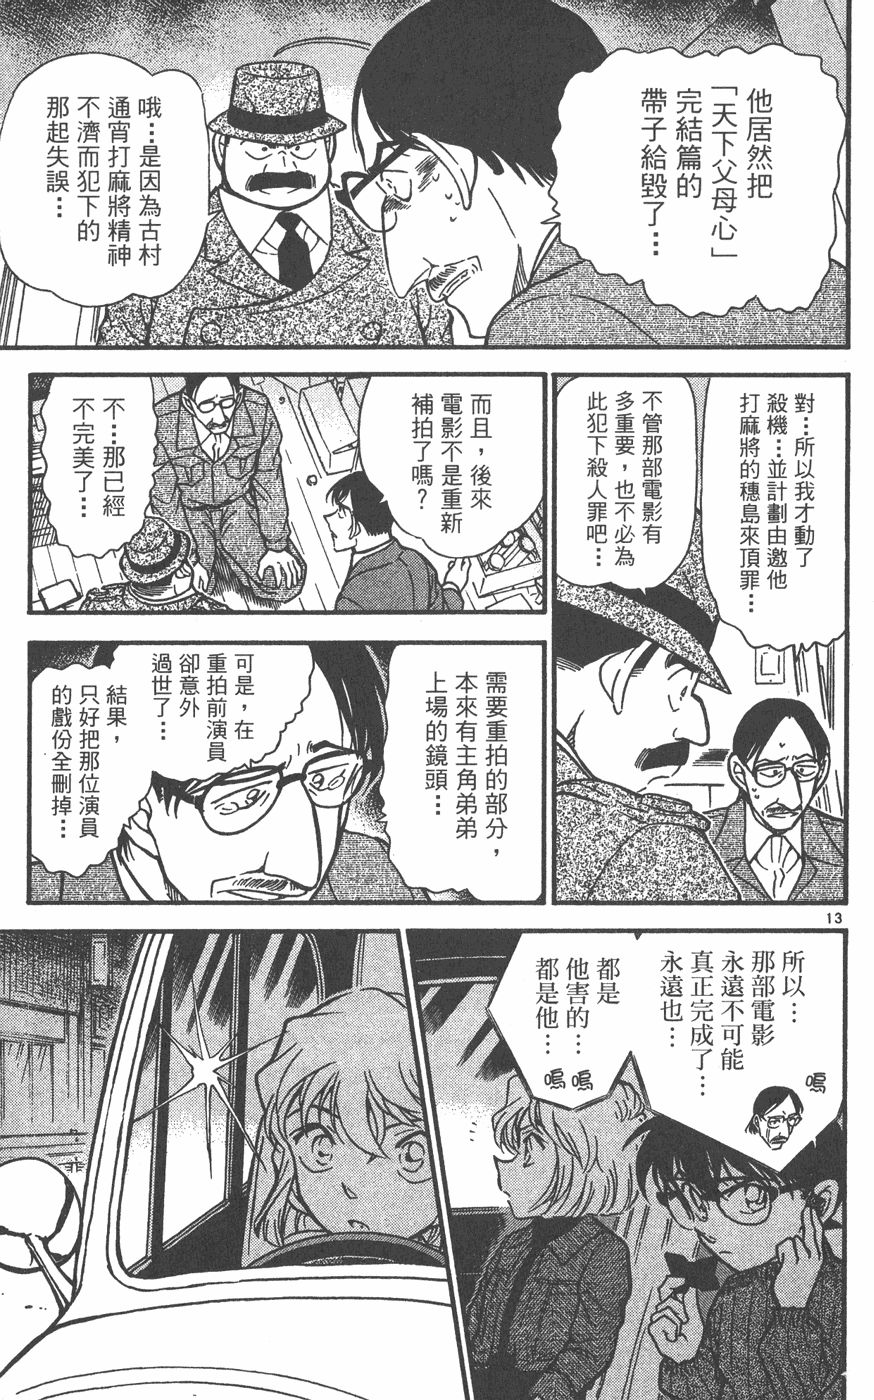 他居然把
「天下父母心」
完結篇的
帶子給毀了…
哦…是因為古村
通宵打麻將精神
不濟而犯下的
那起失誤…
對…所以我才動了
殺機…並計劃由邀他
打麻將的穗島來頂罪…
不管那部電影有
多重要，也不必為
此犯下殺人罪吧…
而且，後來
電影不是重新
補拍了嗎？
不…那已經
不完美了…
需要重拍的部分，
本來有主角弟弟
上場的鏡頭…
可是，在
重拍前演員
卻意外
過世了…
結果，
只好把那位演員
的戲份全刪掉…
13
所以…
那部電影
永遠不可能
真正完成了…
永遠也…
嗚
都是
他害的…
都是他…
嗚
嗚